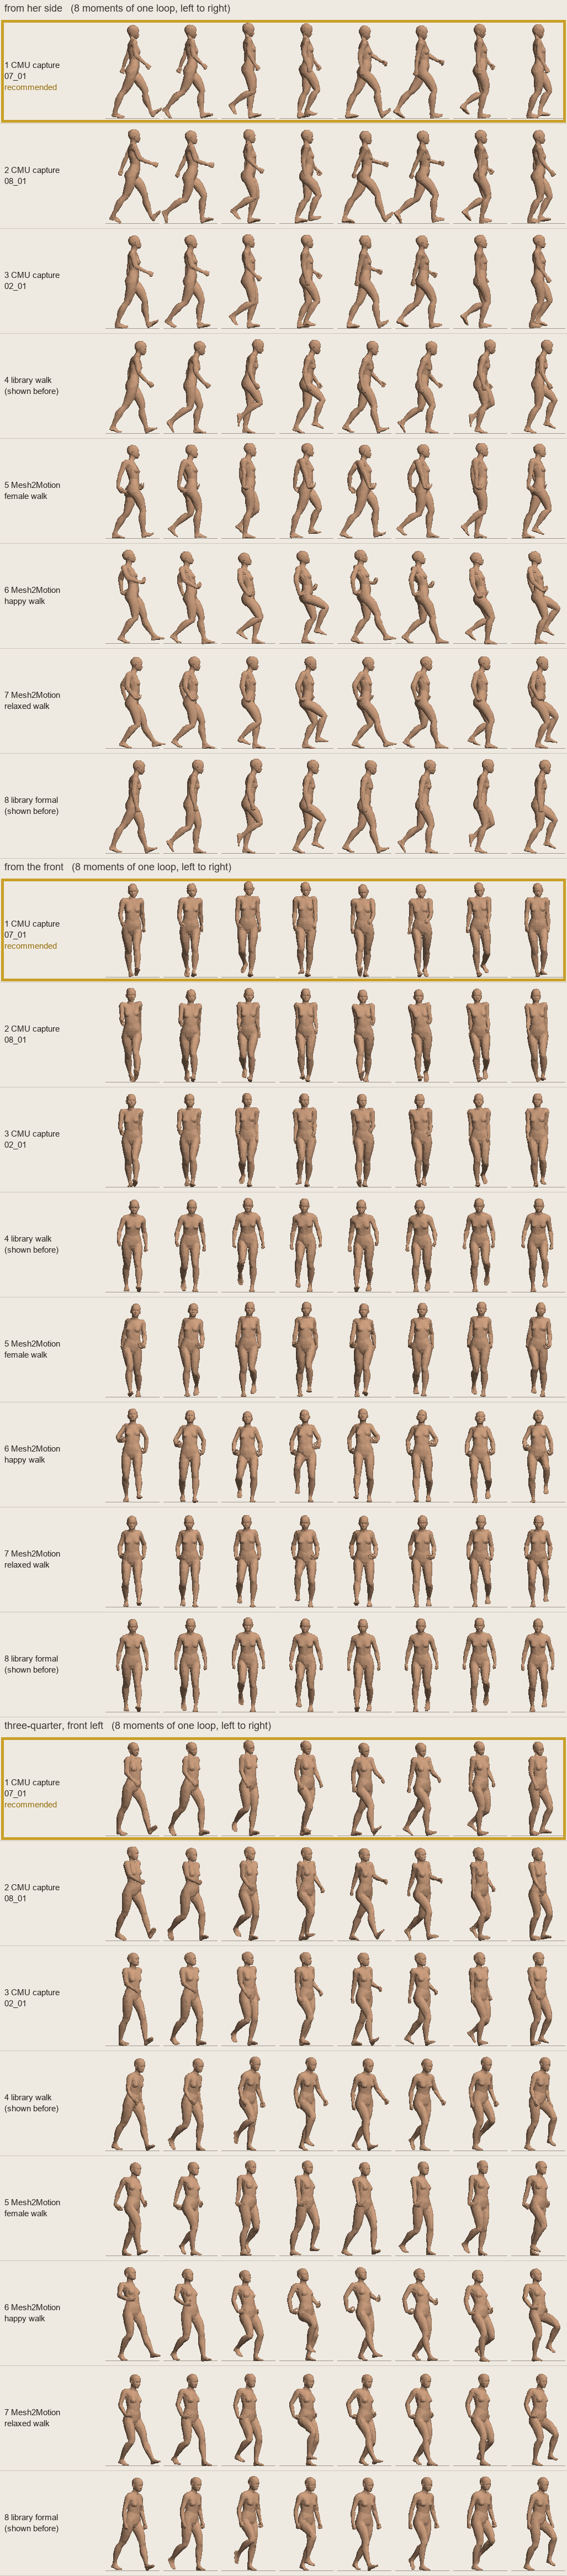 from her side (8 moments of one loop, left to right)
1 CMU capture
07_01
recommended
2 CMU capture
08_01
3 CMU capture
02_01
4 library walk
(shown before)
5 Mesh2Motion
female walk
6 Mesh2Motion
happy walk
7 Mesh2Motion
relaxed walk
8 library formal
(shown before)
from the front (8 moments of one loop, left to right)
1 CMU capture
07_01
recommended
2 CMU capture
08_01
3 CMU capture
02_01
4 library walk
(shown before)
5 Mesh2Motion
female walk
6 Mesh2Motion
happy walk
7 Mesh2Motion
relaxed walk
8 library formal
(shown before)
three-quarter, front left (8 moments of one loop, left to right)
1 CMU capture
07_01
recommended
2 CMU capture
08_01
3 CMU capture
02_01
4 library walk
(shown before)
5 Mesh2Motion
female walk
6 Mesh2Motion
happy walk
7 Mesh2Motion
relaxed walk
8 library formal
(shown before)